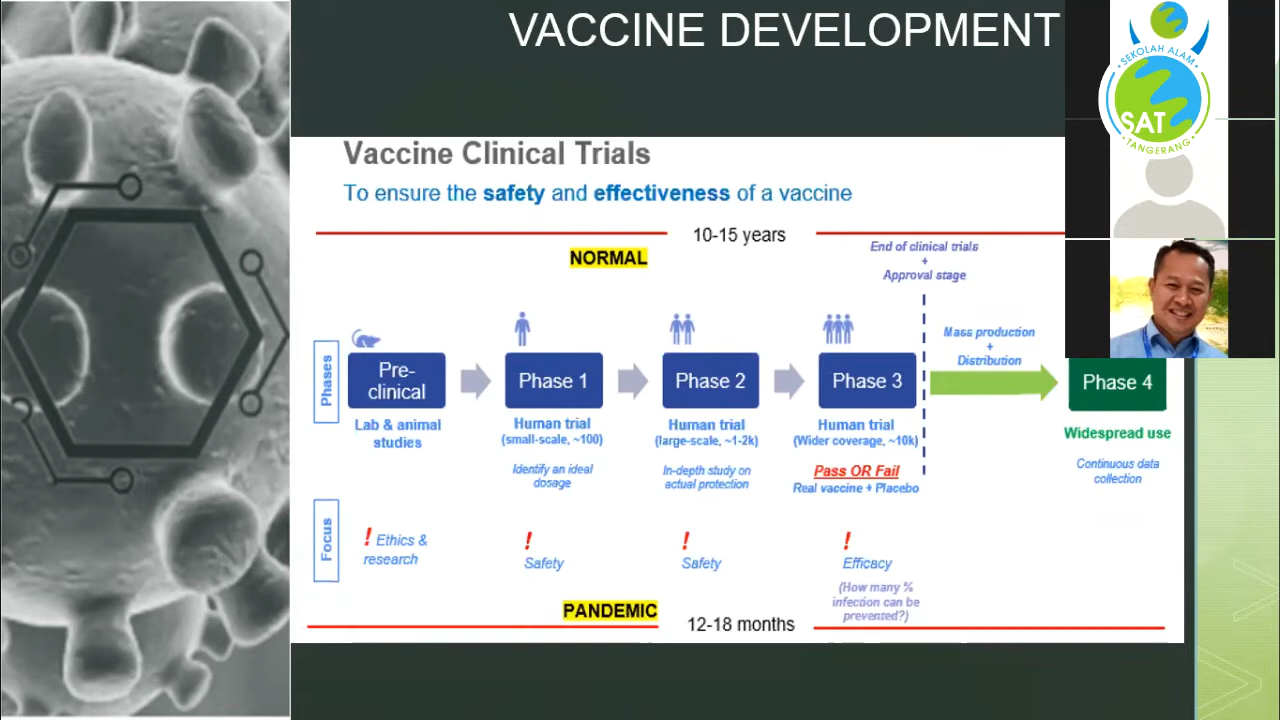 VACCINE DEVELOPMENT
SEKOLAH ALAM
SAT
TANGERANG
Vaccine Clinical Trials
To ensure the safety and effectiveness of a vaccine
10-15 years
NORMAL
End of clinical trials
+
Approval stage
Mass production
+
Distribution
Phases
Pre-
clinical
Phase 1
Phase 2
Phase 3
Phase 4
Lab & animal
studies
Human trial
(small-scale, ~100)
Identify an ideal
dosage
Human trial
(large-scale, ~1-2k)
In-depth study on
actual protection
Human trial
(Wider coverage, ~10k)
Pass OR Fail
Real vaccine + Placebo
Widespread use
Continuous data
collection
Focus
! Ethics &
research
!
Safety
!
Safety
!
Efficacy
(How many %
infection can be
prevented?)
PANDEMIC
12-18 months